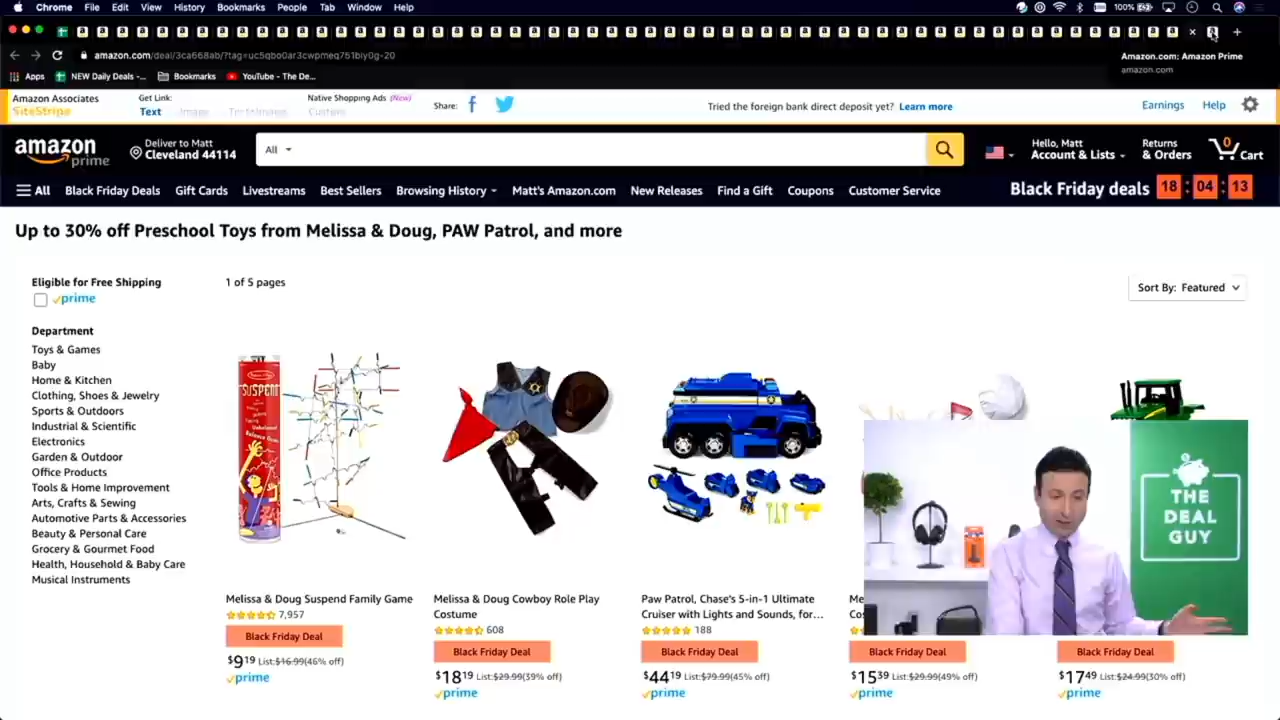 Chrome File Edit View History Bookmarks People Tab Window Help
100%
amazon.com/deal/3ca668ab/?tag=uc5qbo0ar3cwpmeq751biy0g-20
Amazon.com: Amazon Prime
amazon.com
Apps NEW Daily Deals -... Bookmarks YouTube - The De...
Amazon Associates
SiteStripe
Get Link:
Text Image Text+Image
Native Shopping Ads (New)
Custom
Share:
Tried the foreign bank direct deposit yet? Learn more
Earnings Help
amazon prime
Deliver to Matt
Cleveland 44114
All
Hello, Matt
Account & Lists
Returns
& Orders
0
Cart
All Black Friday Deals Gift Cards Livestreams Best Sellers Browsing History Matt's Amazon.com New Releases Find a Gift Coupons Customer Service
Black Friday deals 18 : 04 : 13
Up to 30% off Preschool Toys from Melissa & Doug, PAW Patrol, and more
Eligible for Free Shipping
prime
1 of 5 pages
Sort By: Featured
Department
Toys & Games
Baby
Home & Kitchen
Clothing, Shoes & Jewelry
Sports & Outdoors
Industrial & Scientific
Electronics
Garden & Outdoor
Office Products
Tools & Home Improvement
Arts, Crafts & Sewing
Automotive Parts & Accessories
Beauty & Personal Care
Grocery & Gourmet Food
Health, Household & Baby Care
Musical Instruments
SUSPEND
Melissa & Doug Suspend Family Game
7,957
Black Friday Deal
$9.19 List:$16.99(46% off)
prime
Melissa & Doug Cowboy Role Play
Costume
608
Black Friday Deal
$18.19 List:$29.99(39% off)
prime
Paw Patrol, Chase's 5-in-1 Ultimate
Cruiser with Lights and Sounds, for...
188
Black Friday Deal
$44.19 List:$79.99(45% off)
prime
Me
Co
Black Friday Deal
$15.39 List:$29.99(49% off)
prime
Black Friday Deal
$17.49 List:$24.99(30% off)
prime
THE
DEAL
GUY